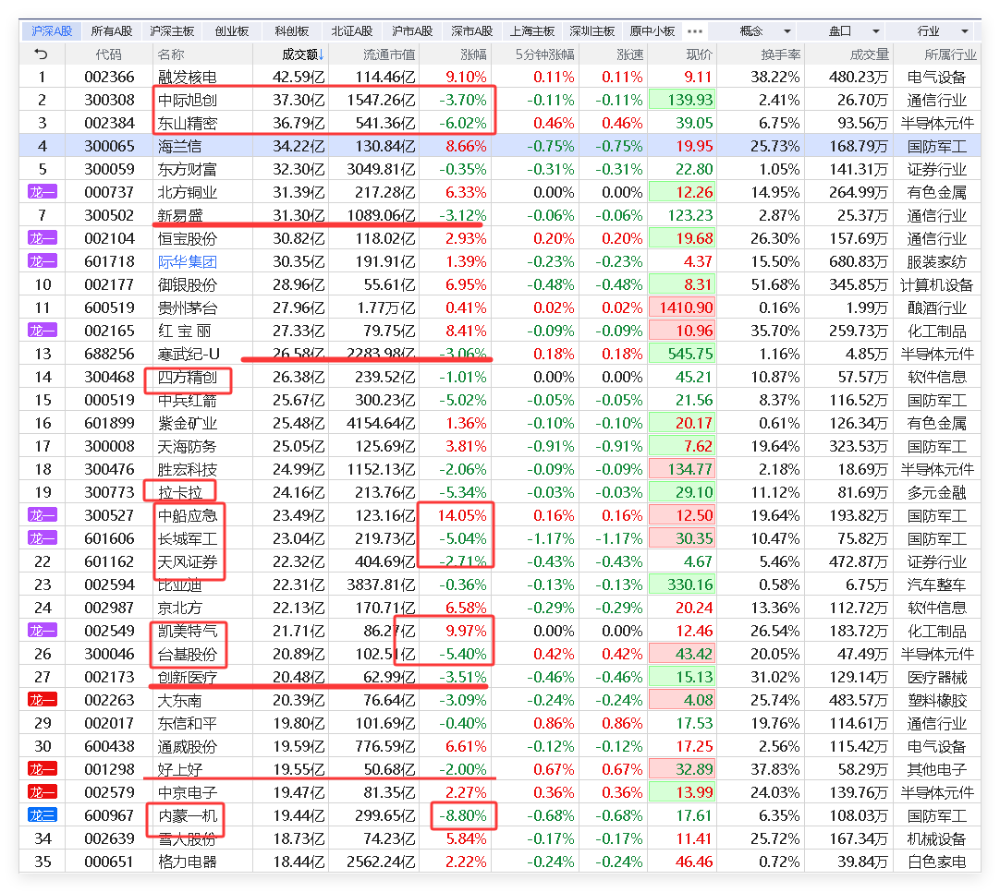 沪深A股 所有A股 沪深主板 创业板 科创板 北证A股 沪市A股 深市A股 上海主板 深圳主板 原中小板 ••• 概念 盘口 行业
代码 名称 成交额↓ 流通市值 涨幅 5分钟涨幅 涨速 现价 换手率 成交量 所属行业
1 002366 融发核电 42.59亿 114.46亿 9.10% 0.11% 0.11% 9.11 38.22% 480.23万 电气设备
2 300308 中际旭创 37.30亿 1547.26亿 -3.70% -0.11% -0.11% 139.93 2.41% 26.70万 通信行业
3 002384 东山精密 36.79亿 541.36亿 -6.02% 0.46% 0.46% 39.05 6.75% 93.56万 半导体元件
4 300065 海兰信 34.22亿 130.84亿 8.66% -0.75% -0.75% 19.95 25.73% 168.79万 国防军工
5 300059 东方财富 32.30亿 3049.81亿 -0.35% -0.31% -0.31% 22.80 1.05% 141.31万 证券行业
龙一 000737 北方铜业 31.39亿 217.28亿 6.33% 0.00% 0.00% 12.26 14.95% 264.99万 有色金属
7 300502 新易盛 31.30亿 1089.06亿 -3.12% -0.06% -0.06% 123.23 2.87% 25.37万 通信行业
龙一 002104 恒宝股份 30.82亿 118.02亿 2.93% 0.20% 0.20% 19.68 26.30% 157.69万 通信行业
龙一 601718 际华集团 30.35亿 191.91亿 1.39% -0.23% -0.23% 4.37 15.50% 680.83万 服装家纺
10 002177 御银股份 28.96亿 55.61亿 6.95% -0.48% -0.48% 8.31 51.68% 345.85万 计算机设备
11 600519 贵州茅台 27.96亿 1.77万亿 0.41% 0.02% 0.02% 1410.90 0.16% 1.99万 酿酒行业
龙一 002165 红 宝 丽 27.33亿 79.75亿 8.41% -0.09% -0.09% 10.96 35.70% 259.73万 化工制品
13 688256 寒武纪-U 26.58亿 2283.98亿 -3.06% 0.18% 0.18% 545.75 1.16% 4.85万 半导体元件
14 300468 四方精创 26.38亿 239.52亿 -1.01% 0.00% 0.00% 45.21 10.87% 57.57万 软件信息
15 000519 中兵红箭 25.67亿 300.23亿 -5.02% -0.05% -0.05% 21.56 8.37% 116.52万 国防军工
16 601899 紫金矿业 25.48亿 4154.64亿 1.36% -0.10% -0.10% 20.17 0.61% 126.34万 有色金属
17 300008 天海防务 25.05亿 125.69亿 3.81% -0.91% -0.91% 7.62 19.64% 323.53万 国防军工
18 300476 胜宏科技 24.99亿 1152.13亿 -2.06% -0.09% -0.09% 134.77 2.18% 18.69万 半导体元件
19 300773 拉卡拉 24.16亿 213.76亿 -5.34% -0.03% -0.03% 29.10 11.12% 81.69万 多元金融
龙一 300527 中船应急 23.49亿 123.16亿 14.05% 0.16% 0.16% 12.50 19.64% 193.82万 国防军工
龙一 601606 长城军工 23.04亿 219.73亿 -5.04% -1.17% -1.17% 30.35 10.47% 75.82万 国防军工
22 601162 天风证券 22.32亿 404.69亿 -2.71% -0.43% -0.43% 4.67 5.46% 472.87万 证券行业
23 002594 比亚迪 22.31亿 3837.81亿 -0.36% -0.13% -0.13% 330.16 0.58% 6.75万 汽车整车
24 002987 京北方 22.13亿 170.71亿 6.58% -0.29% -0.29% 20.24 13.36% 112.72万 软件信息
龙一 002549 凯美特气 21.71亿 86.27亿 9.97% 0.00% 0.00% 12.46 26.54% 183.72万 化工制品
26 300046 台基股份 20.89亿 102.51亿 -5.40% 0.42% 0.42% 43.42 20.05% 47.49万 半导体元件
27 002173 创新医疗 20.48亿 62.99亿 -3.51% -0.46% -0.46% 15.13 31.02% 129.14万 医疗器械
龙一 002263 大东南 20.39亿 76.64亿 -3.09% -0.24% -0.24% 4.08 25.74% 483.57万 塑料橡胶
29 002017 东信和平 19.80亿 101.69亿 -0.40% 0.86% 0.86% 17.53 19.76% 114.61万 通信行业
30 600438 通威股份 19.59亿 776.59亿 6.61% -0.12% -0.12% 17.25 2.56% 115.42万 电气设备
龙一 001298 好上好 19.55亿 50.68亿 -2.00% 0.67% 0.67% 32.89 37.83% 58.29万 其他电子
龙一 002579 中京电子 19.47亿 81.35亿 2.27% 0.36% 0.36% 13.99 24.03% 139.76万 半导体元件
龙三 600967 内蒙一机 19.44亿 299.65亿 -8.80% -0.68% -0.68% 17.61 6.35% 108.03万 国防军工
34 002639 雪人股份 18.73亿 74.23亿 5.84% -0.17% -0.17% 11.41 25.72% 167.34万 机械设备
35 000651 格力电器 18.44亿 2562.24亿 2.22% -0.24% -0.24% 46.46 0.72% 39.84万 白色家电